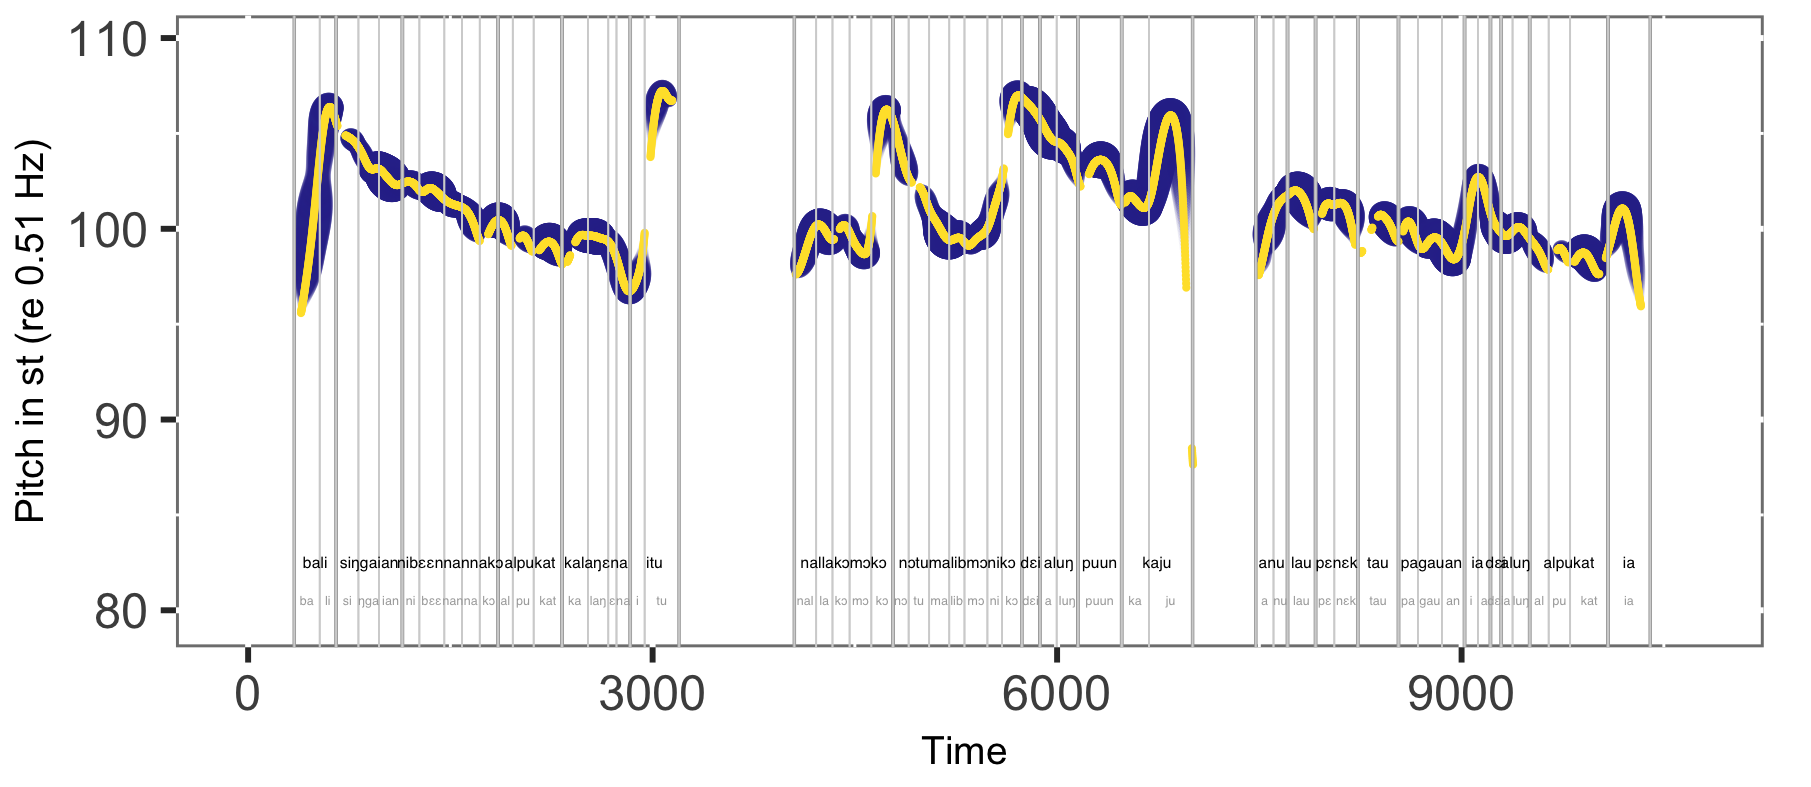 110
100
90
80
Pitch in st (re 0.51 Hz)
bali siŋgaiannibɛɛnnannakɔalpukat kalaŋɛna itu nallakɔmɔkɔ nɔtumalibmɔnikɔ dɛi aluŋ puun kaju anu lau pɛnɛk tau pagauan ia dɛi aluŋ alpukat ia
ba li si ŋga ian ni bɛɛ nan na kɔ al pu kat ka laŋ ɛna i tu nal la kɔ mɔ kɔ nɔ tu ma lib mɔ ni kɔ dɛi a luŋ puun ka ju a nu lau pɛ nɛk tau pa gau an i a dɛi a luŋ al pu kat ia
0 3000 6000 9000
Time